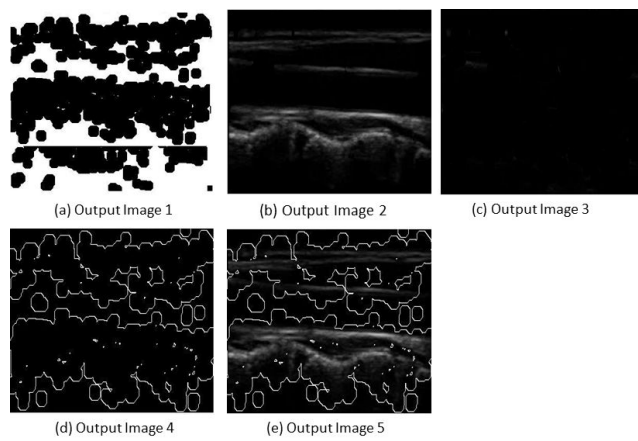 (a) Output Image 1
(b) Output Image 2
(c) Output Image 3
(d) Output Image 4
(e) Output Image 5